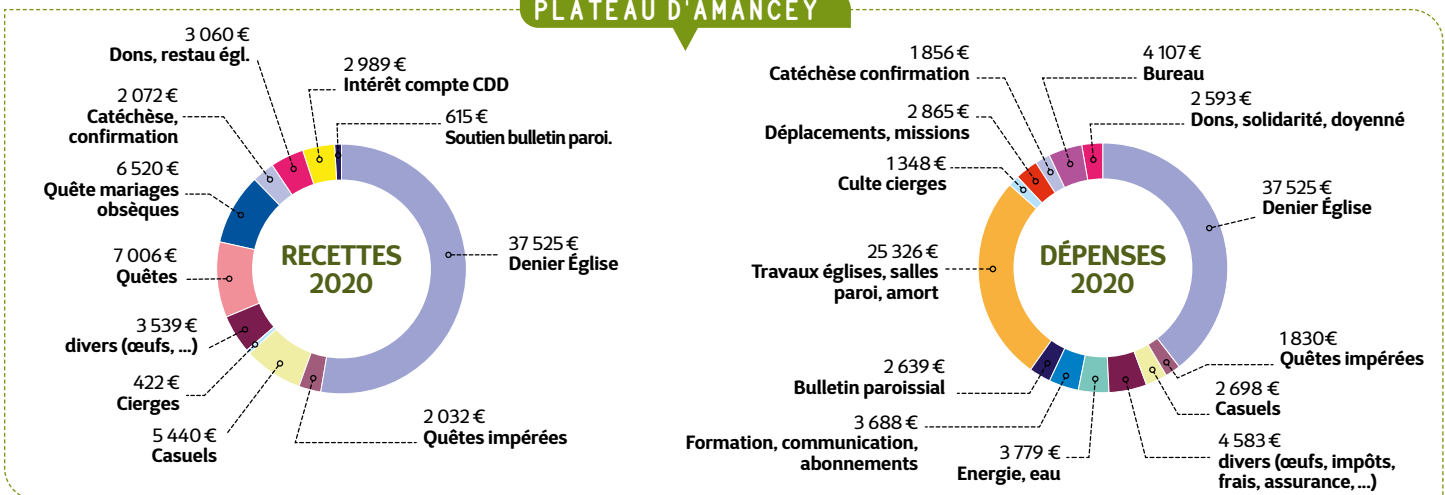 PLATEAU D'AMANCEY
3 060 €
Dons, restau égl.
2 989 €
Intérêt compte CDD
2 072 €
Catéchèse,
confirmation
615 €
Soutien bulletin paroi.
6 520 €
Quête mariages
obsèques
7 006 €
Quêtes
RECETTES
2020
37 525 €
Denier Église
3 539 €
divers (œufs, ...)
422 €
Cierges
5 440 €
Casuels
2 032 €
Quêtes impérées
1 856 €
Catéchèse confirmation
4 107 €
Bureau
2 865 €
Déplacements, missions
2 593 €
Dons, solidarité, doyenné
1 348 €
Culte cierges
37 525 €
Denier Église
25 326 €
Travaux églises, salles
paroi, amort
DÉPENSES
2020
2 639 €
Bulletin paroissial
1 830 €
Quêtes impérées
3 688 €
Formation, communication,
abonnements
2 698 €
Casuels
3 779 €
Energie, eau
4 583 €
divers (œufs, impôts,
frais, assurance, ...)